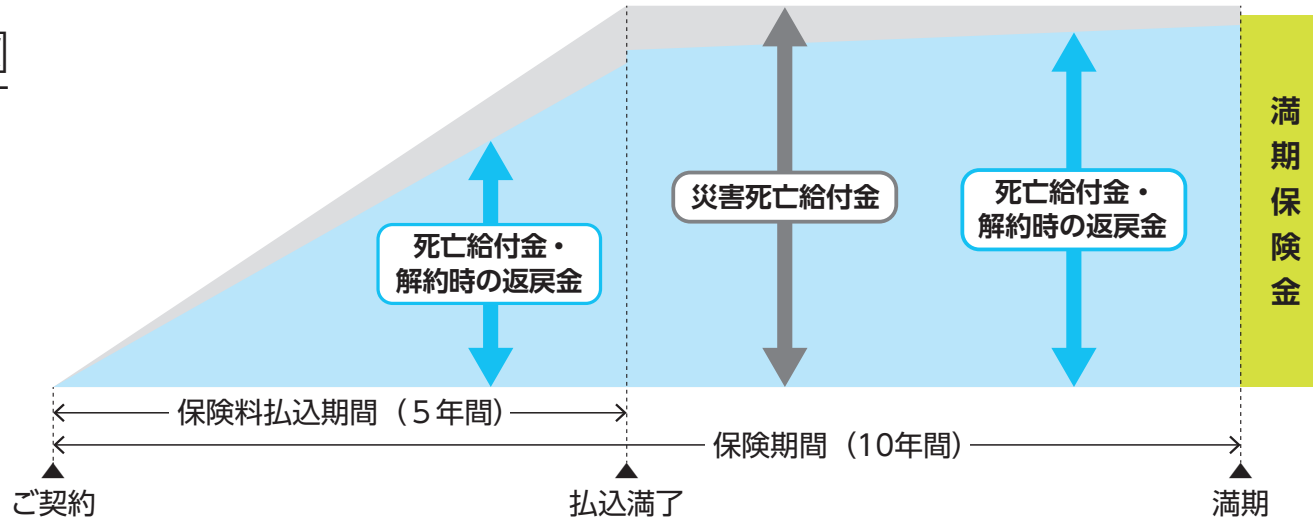 死亡給付金・
解約時の返戻金
災害死亡給付金
死亡給付金・
解約時の返戻金
満期保険金
保険料払込期間（5年間）
保険期間（10年間）
ご契約
払込満了
満期